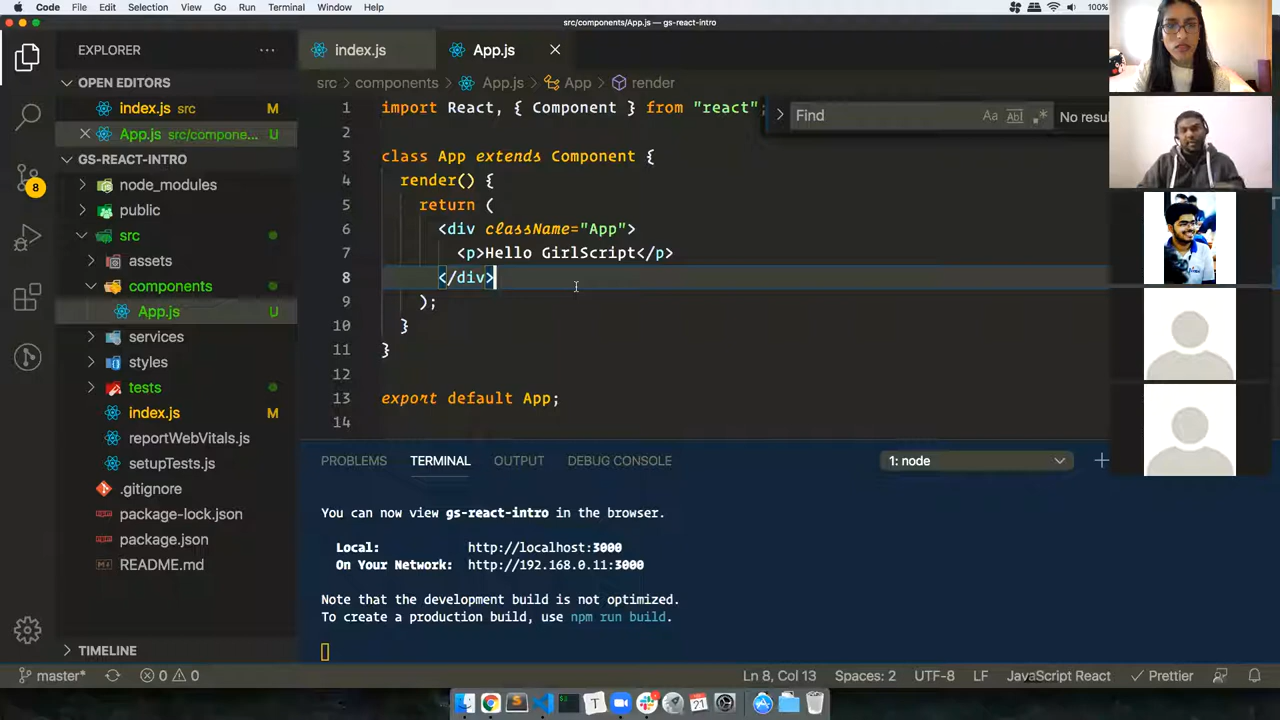 Code File Edit Selection View Go Run Terminal Window Help 100%
src/components/App.js — gs-react-intro
EXPLORER
OPEN EDITORS
index.js src M
App.js src/compone... U
GS-REACT-INTRO
node_modules
public
src
assets
components
App.js U
services
styles
tests
index.js M
reportWebVitals.js
setupTests.js
.gitignore
package-lock.json
package.json
README.md
TIMELINE
8
index.js App.js
src > components > App.js > App > render
Find Aa Abl .* No resu
1 import React, { Component } from "react";
2
3 class App extends Component {
4 render() {
5 return (
6 <div className="App">
7 <p>Hello GirlScript</p>
8 </div>
9 );
10 }
11 }
12
13 export default App;
14
PROBLEMS TERMINAL OUTPUT DEBUG CONSOLE 1: node
You can now view gs-react-intro in the browser.
Local: http://localhost:3000
On Your Network: http://192.168.0.11:3000
Note that the development build is not optimized.
To create a production build, use npm run build.
master* 0 0 Ln 8, Col 13 Spaces: 2 UTF-8 LF JavaScript React Prettier
T 21